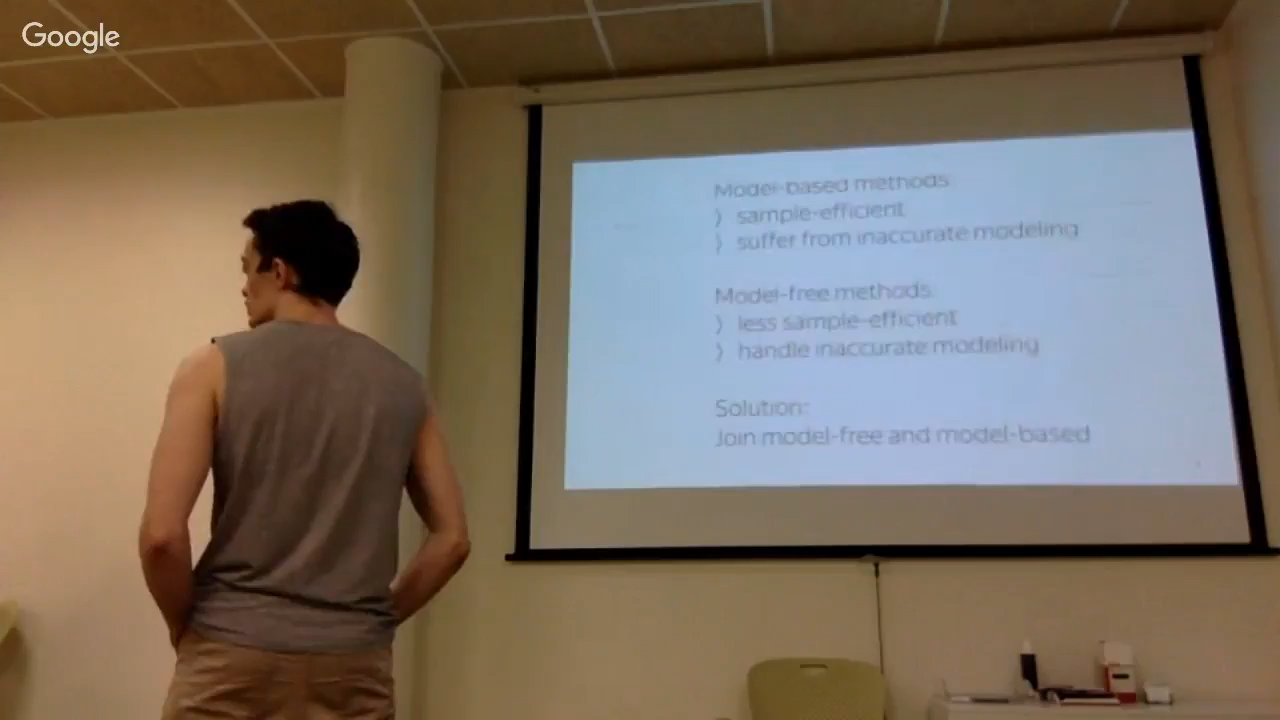 Google
Model-based methods:
⟩ sample-efficient
⟩ suffer from inaccurate modeling
Model-free methods:
⟩ less sample-efficient
⟩ handle inaccurate modeling
Solution:
Join model-free and model-based